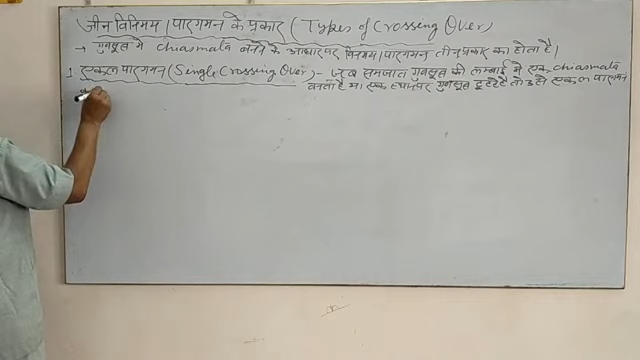 जीन विनिमय । पारगमन के प्रकार (Types of Crossing Over)
→ गुणसूत्र में chiasmata बनने के आधार पर विनिमय । पारगमन तीन प्रकार का होता है।
1. एकल पारगमन (Single Crossing Over) - जब समजात गुणसूत्र की लम्बाई में एक chiasmata
बनता है या एक स्थान पर गुणसूत्र टूटते हैं तो उसे एकल पारगमन